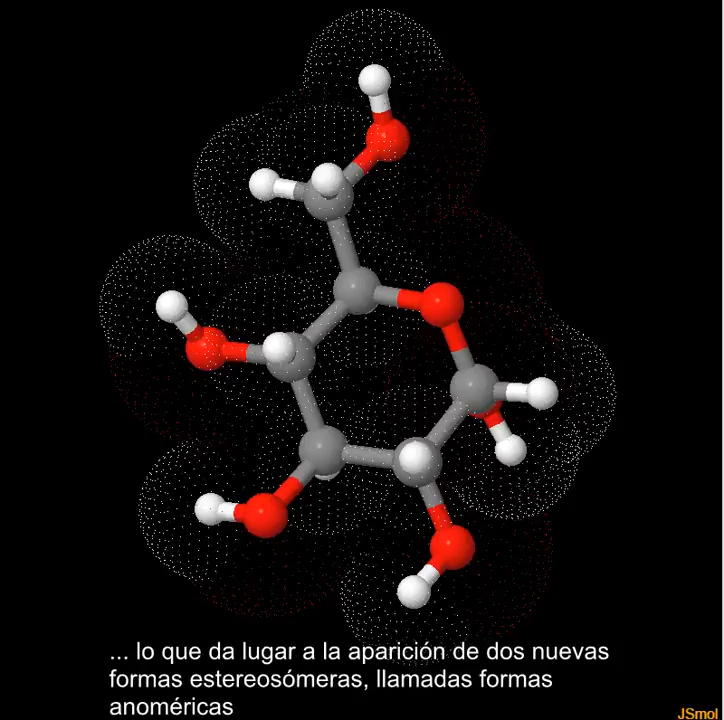 ... lo que da lugar a la aparición de dos nuevas
formas estereosómeras, llamadas formas
anoméricas
JSmol